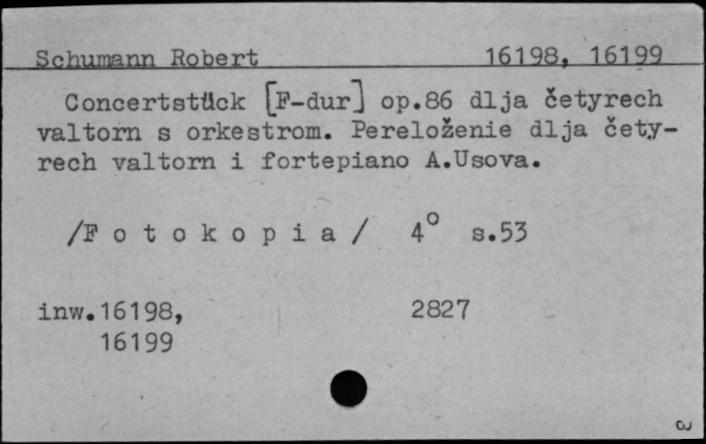 Schumann Robert 16198, 16199
Concertstück [F-dur] op.86 dlja četyrech
valtorn s orkestrom. Pereloženie dlja čety-
rech valtorn i fortepiano A.Usova.
/F o t o k o p i a / 4° s.53
inw.16198, 2827
16199
3